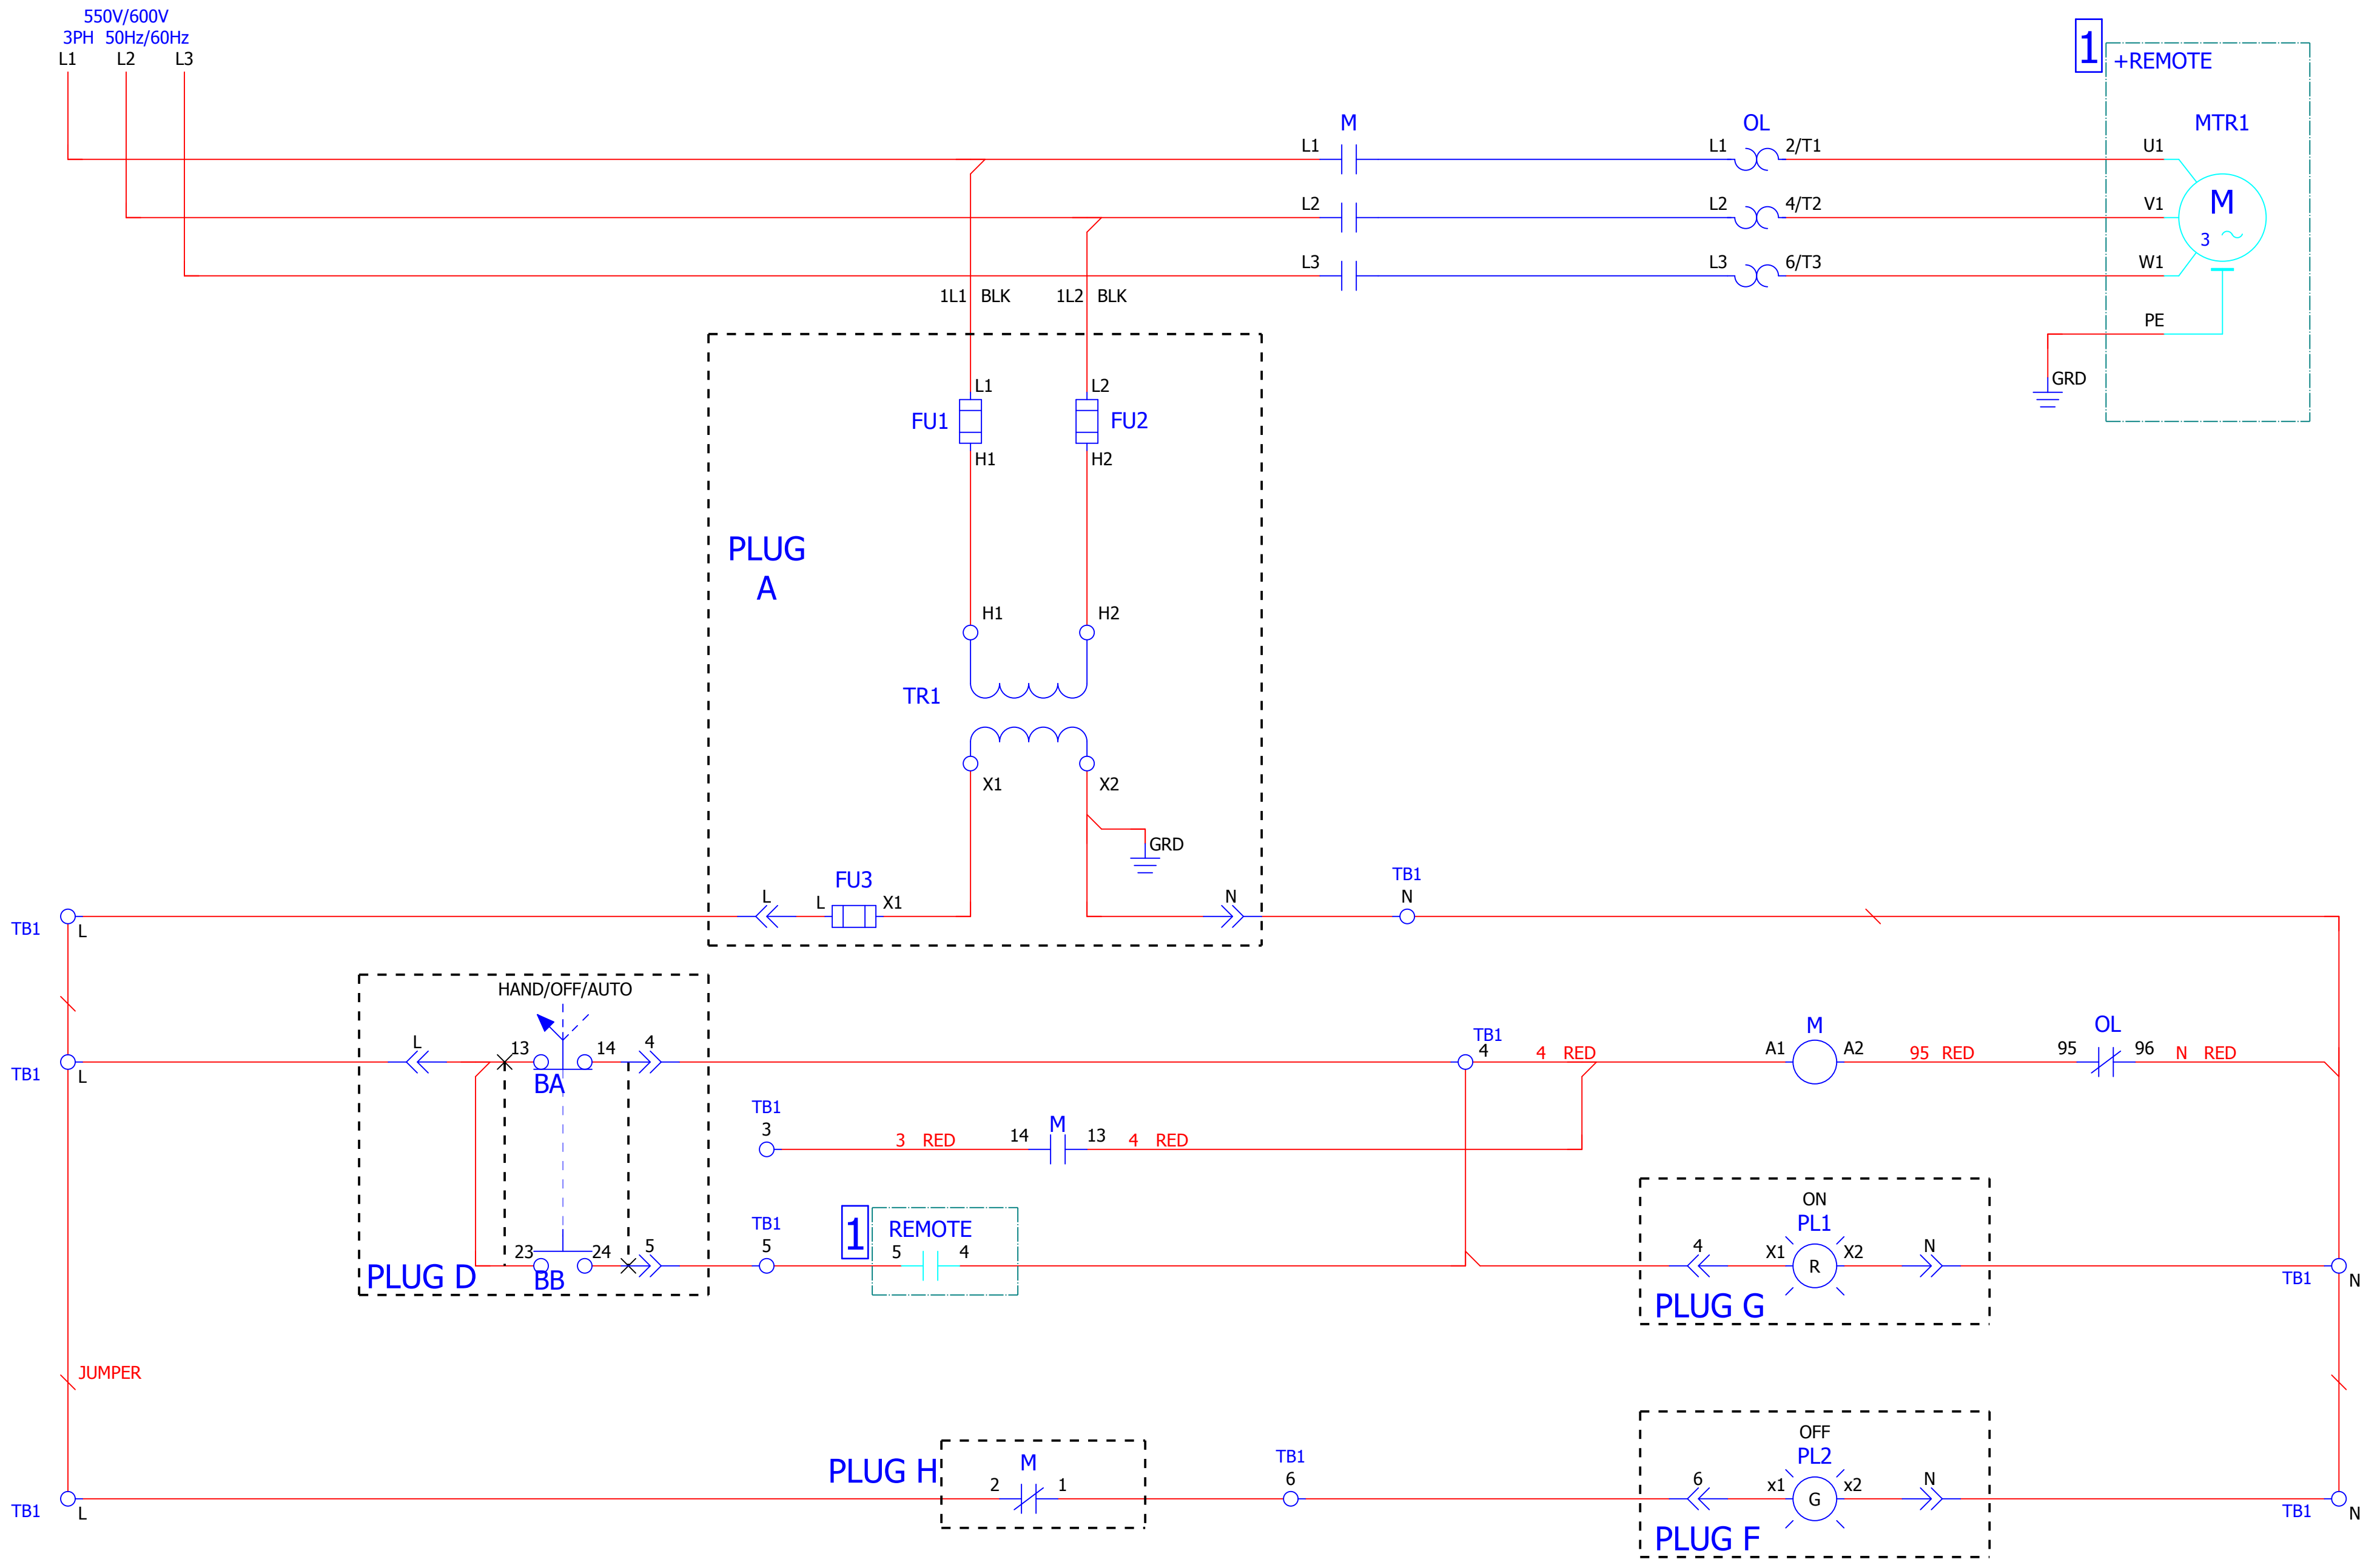 550V/600V
3PH 50Hz/60Hz
L1 L2 L3
1
+REMOTE
MTR1
M
OL
L1
L1
2/T1
U1
L2
L2
4/T2
V1
M
3
L3
L3
6/T3
W1
1L1 BLK
1L2 BLK
PE
GRD
L1
L2
FU1
FU2
H1
H2
PLUG
A
H1
H2
TR1
X1
X2
GRD
FU3
L
L
X1
N
TB1
N
TB1
L
HAND/OFF/AUTO
L
13
14
4
BA
TB1
L
TB1
4
4 RED
M
A1
A2
95 RED
OL
95
96
N RED
TB1
3
3 RED
M
14
13
4 RED
TB1
5
1
REMOTE
5
4
23
24
5
BB
PLUG D
ON
PL1
4
X1
R
X2
N
PLUG G
TB1
N
JUMPER
PLUG H
M
2
1
TB1
6
OFF
PL2
6
x1
G
x2
N
PLUG F
TB1
L
TB1
N